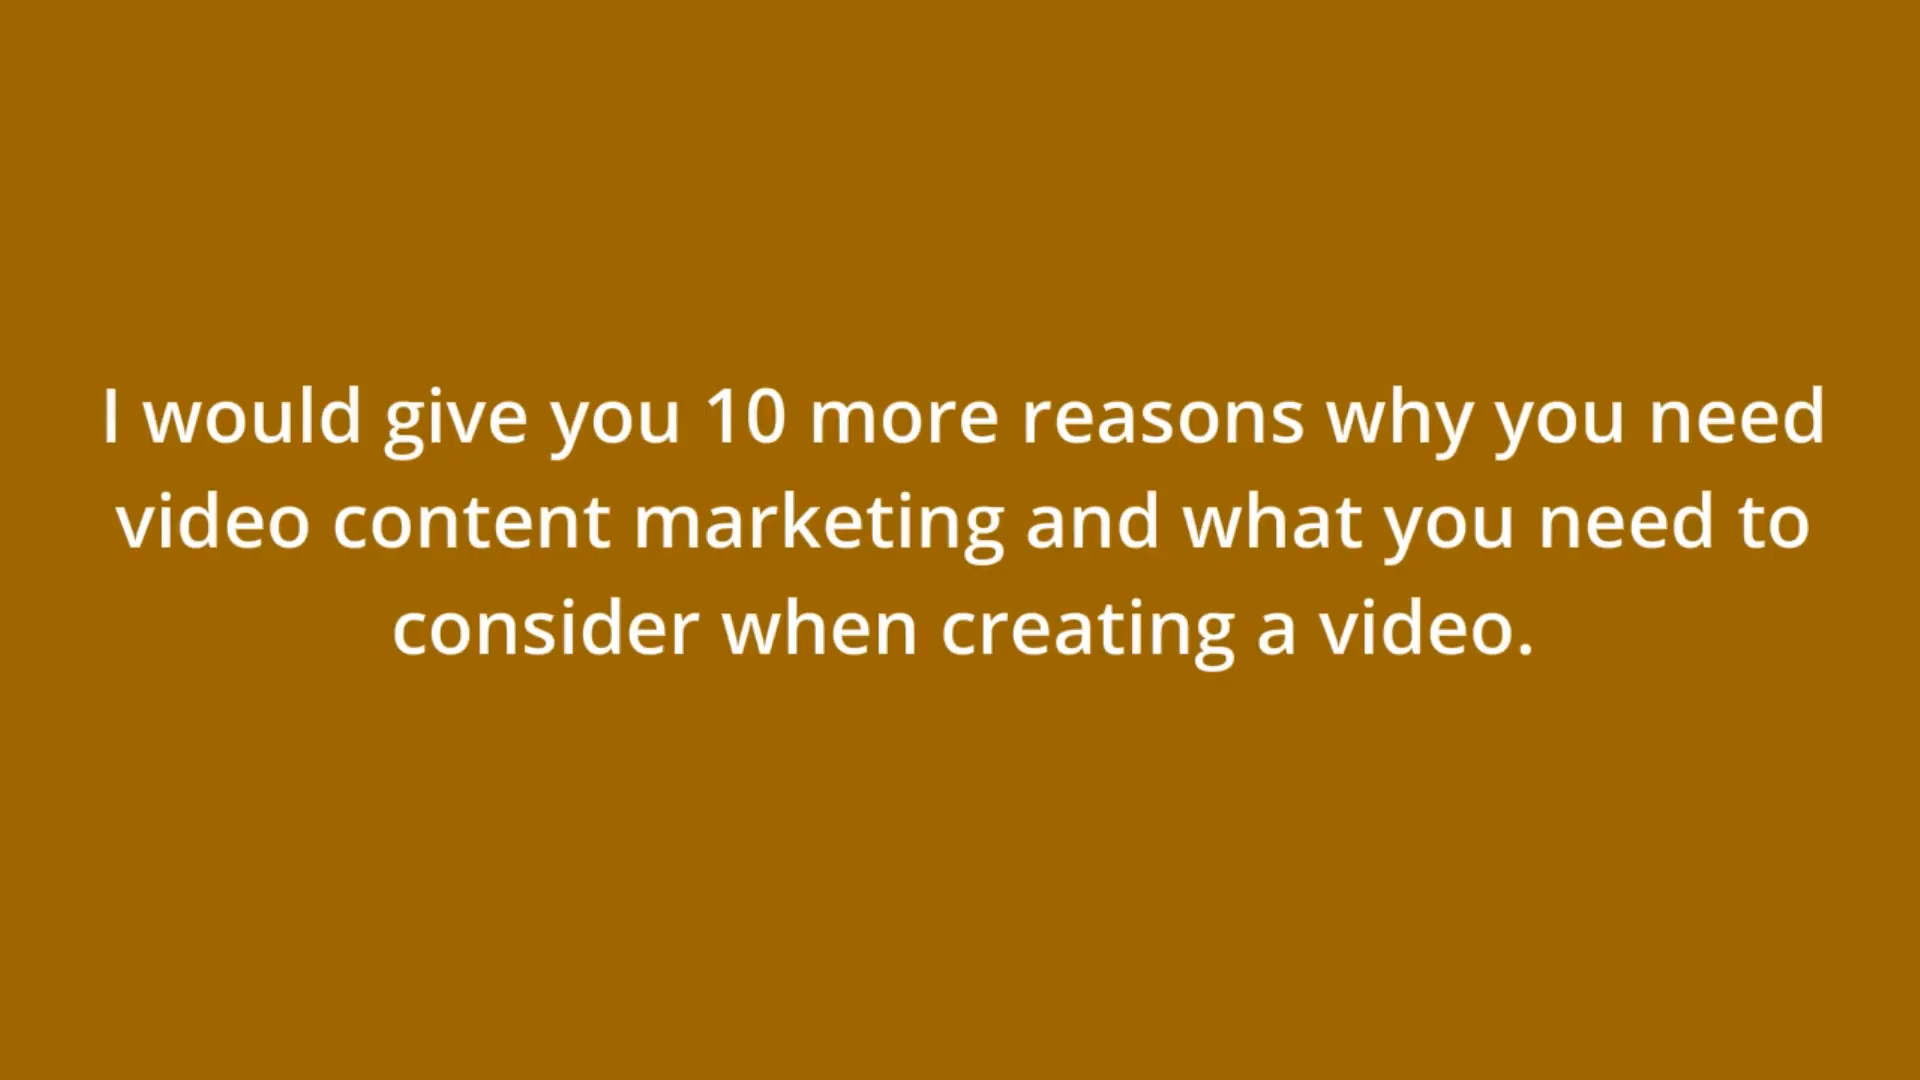 I would give you 10 more reasons why you need
video content marketing and what you need to
consider when creating a video.